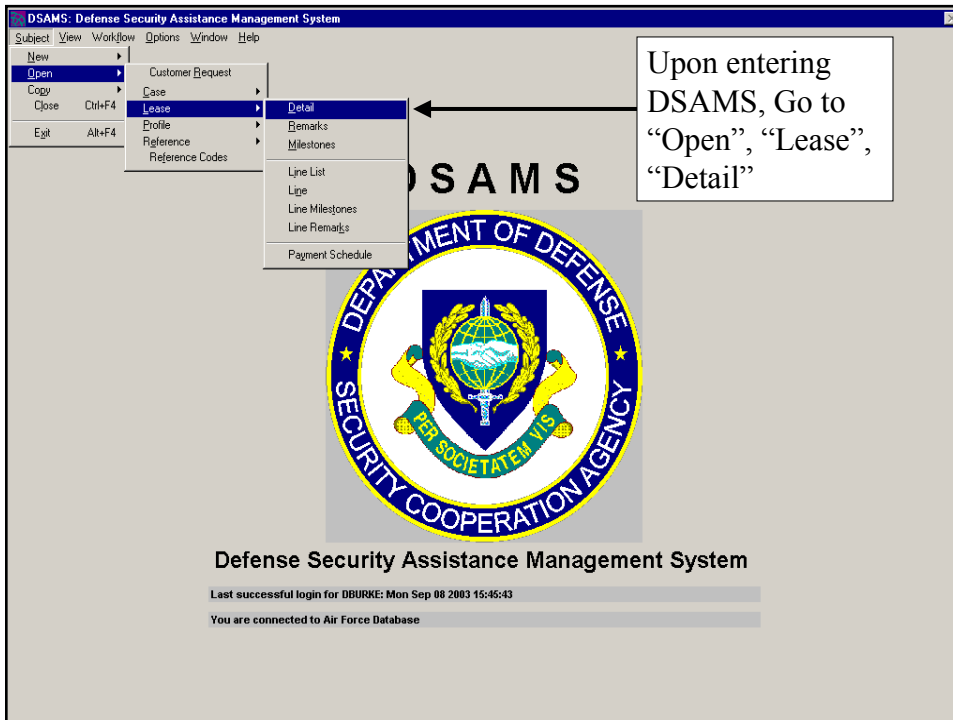 DSAMS: Defense Security Assistance Management System
Subject View Workflow Options Window Help
New
Open
Copy
Close Ctrl+F4
Exit Alt+F4
Customer Request
Case
Lease
Profile
Reference
Reference Codes
Detail
Remarks
Milestones
Line List
Line
Line Milestones
Line Remarks
Payment Schedule
Upon entering
DSAMS, Go to
“Open”, “Lease”,
“Detail”
S A M S
DEPARTMENT OF DEFENSE
SECURITY COOPERATION AGENCY
PER SOCIETATEM VIS
Defense Security Assistance Management System
Last successful login for DBURKE: Mon Sep 08 2003 15:45:43
You are connected to Air Force Database